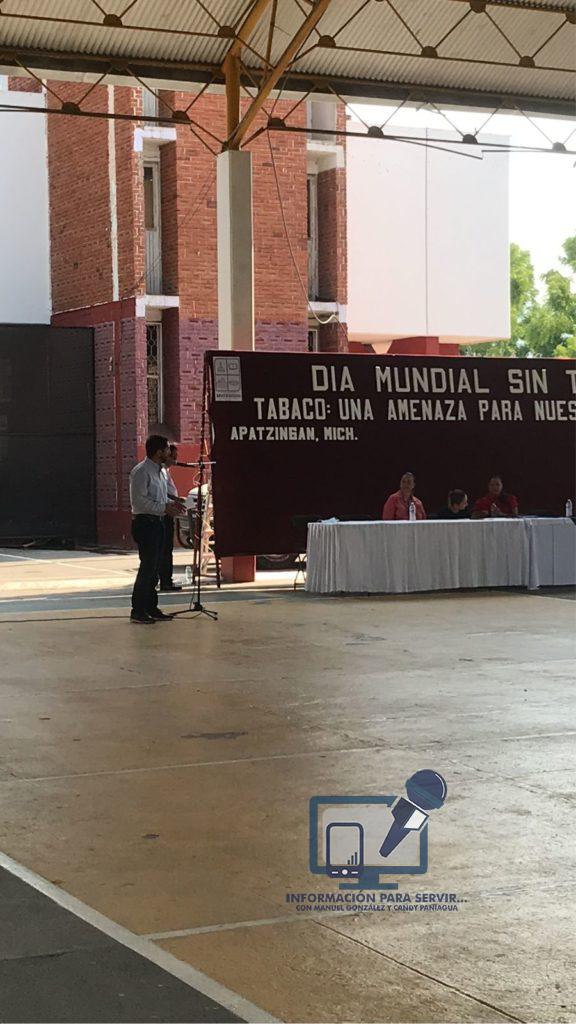 DIA MUNDIAL SIN T
TABACO: UNA AMENAZA PARA NUES
APATZINGAN, MICH.
INFORMACIÓN PARA SERVIR...
CON MANUEL GONZÁLEZ Y CANDY PANIAGUA